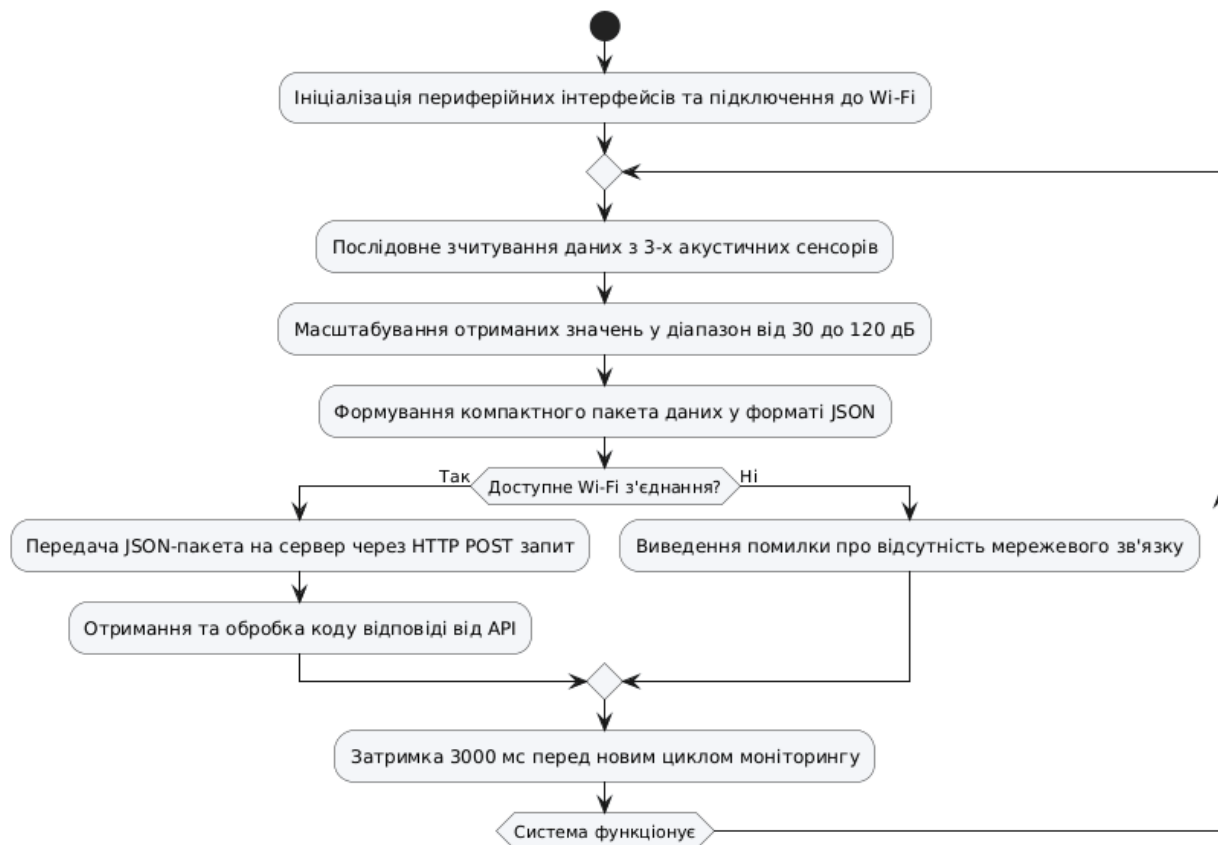 Ініціалізація периферійних інтерфейсів та підключення до Wi-Fi
Послідовне зчитування даних з 3-х акустичних сенсорів
Масштабування отриманих значень у діапазон від 30 до 120 дБ
Формування компактного пакета даних у форматі JSON
Так
Доступне Wi-Fi з'єднання?
Ні
Передача JSON-пакета на сервер через HTTP POST запит
Виведення помилки про відсутність мережевого зв'язку
Отримання та обробка коду відповіді від API
Затримка 3000 мс перед новим циклом моніторингу
Система функціонує